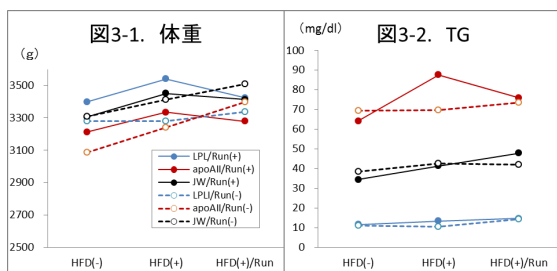 図3-1. 体重
(g)
3500
3300
3100
2900
2700
2500
LPL/Run(+)
apoAII/Run(+)
JW/Run(+)
LPLl/Run(-)
apoAII/Run(-)
JW/Run(-)
HFD(-)
HFD(+)
HFD(+)/Run
図3-2. TG
(mg/dl)
100
90
80
70
60
50
40
30
20
10
0
HFD(-)
HFD(+)
HFD(+)/Run